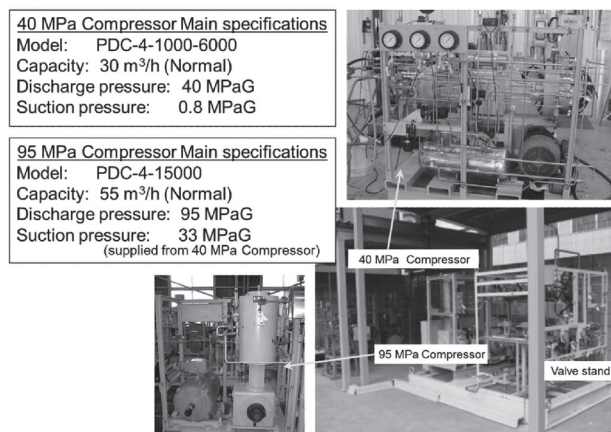 40 MPa Compressor Main specifications
Model: PDC-4-1000-6000
Capacity: 30 m³/h (Normal)
Discharge pressure: 40 MPaG
Suction pressure: 0.8 MPaG
95 MPa Compressor Main specifications
Model: PDC-4-15000
Capacity: 55 m³/h (Normal)
Discharge pressure: 95 MPaG
Suction pressure: 33 MPaG
(supplied from 40 MPa Compressor)
40 MPa Compressor
95 MPa Compressor
Valve stand